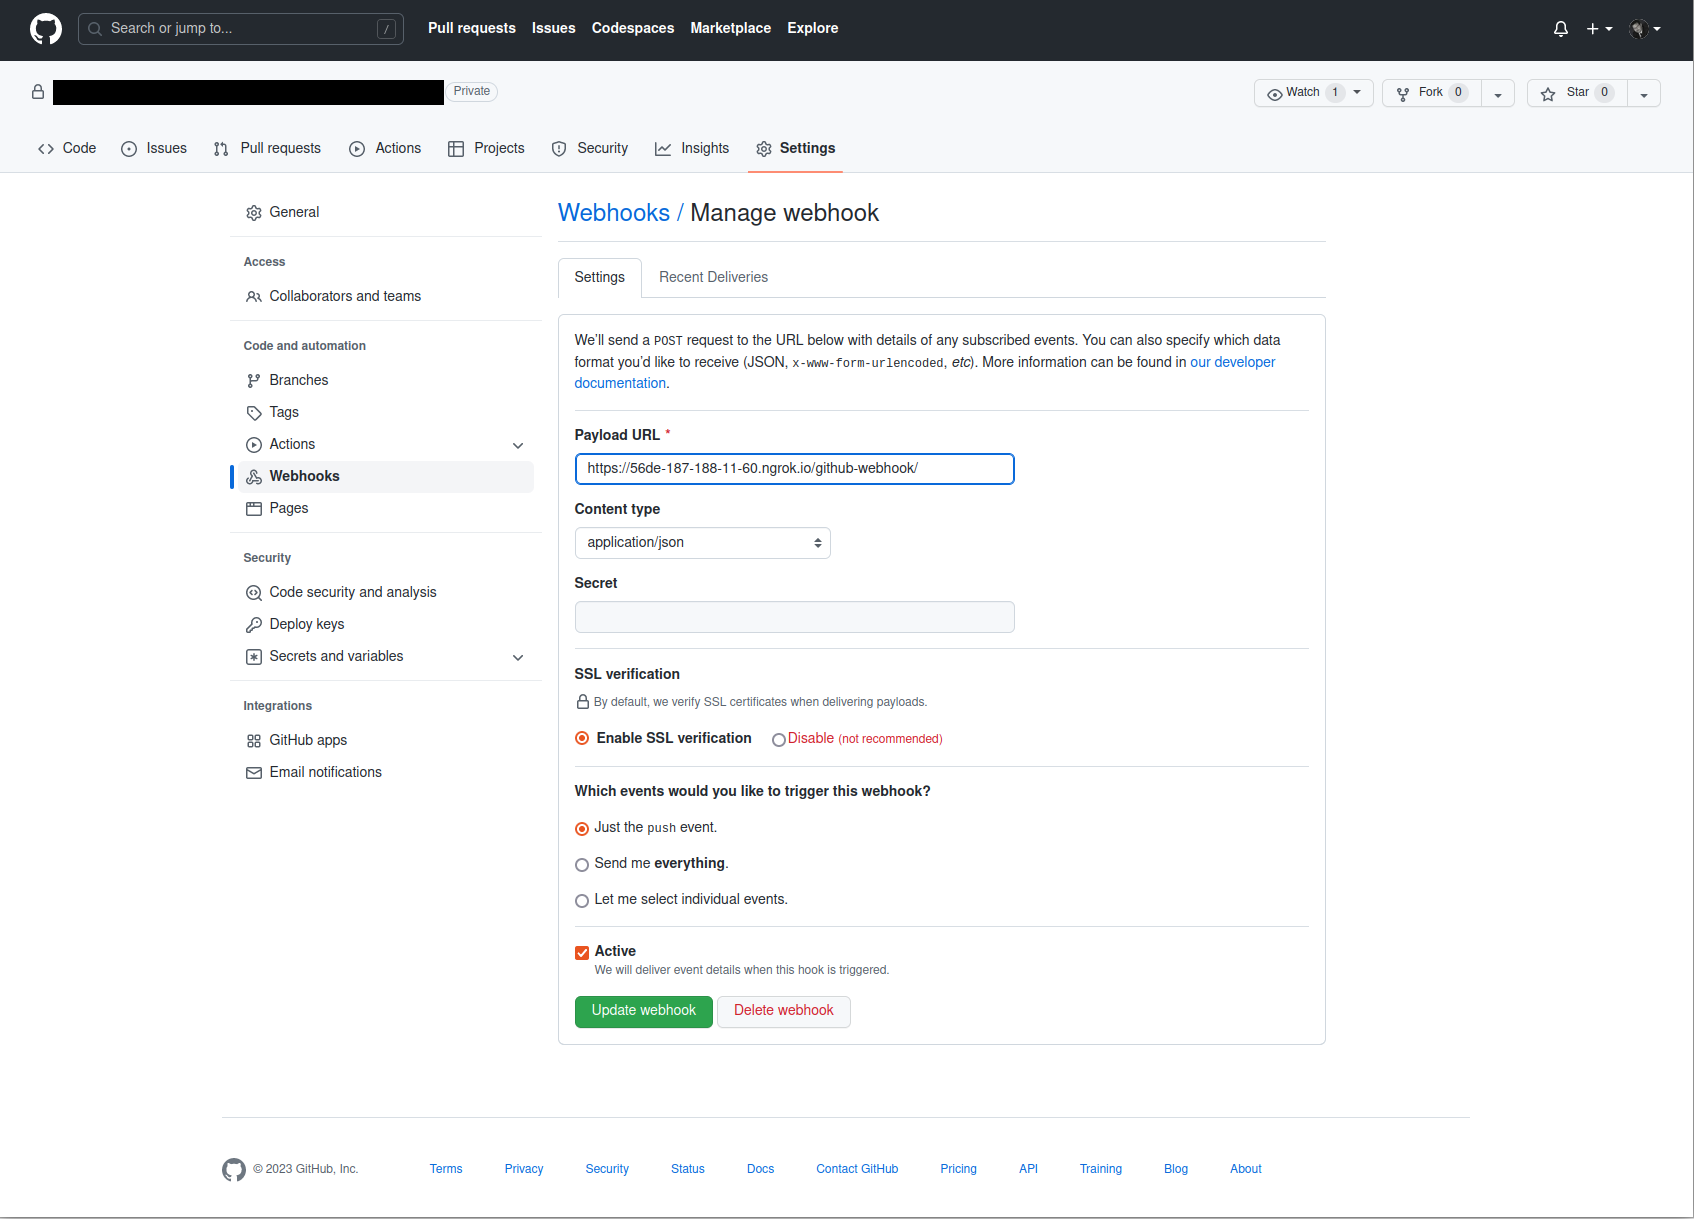 Search or jump to... /
Pull requests Issues Codespaces Marketplace Explore
Private
Watch 1
Fork 0
Star 0
Code Issues Pull requests Actions Projects Security Insights Settings
General
Access
Collaborators and teams
Code and automation
Branches
Tags
Actions
Webhooks
Pages
Security
Code security and analysis
Deploy keys
Secrets and variables
Integrations
GitHub apps
Email notifications
Webhooks / Manage webhook
Settings Recent Deliveries
We'll send a POST request to the URL below with details of any subscribed events. You can also specify which data
format you'd like to receive (JSON, x-www-form-urlencoded, etc). More information can be found in our developer
documentation.
Payload URL *
https://56de-187-188-11-60.ngrok.io/github-webhook/
Content type
application/json
Secret
SSL verification
By default, we verify SSL certificates when delivering payloads.
Enable SSL verification Disable (not recommended)
Which events would you like to trigger this webhook?
Just the push event.
Send me everything.
Let me select individual events.
Active
We will deliver event details when this hook is triggered.
Update webhook Delete webhook
© 2023 GitHub, Inc. Terms Privacy Security Status Docs Contact GitHub Pricing API Training Blog About